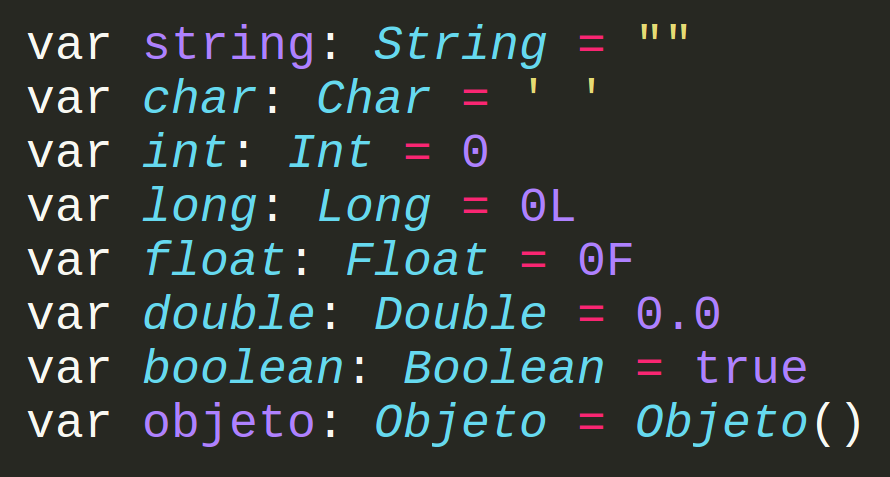 var string: String = ""
var char: Char = ' '
var int: Int = 0
var long: Long = 0L
var float: Float = 0F
var double: Double = 0.0
var boolean: Boolean = true
var objeto: Objeto = Objeto()